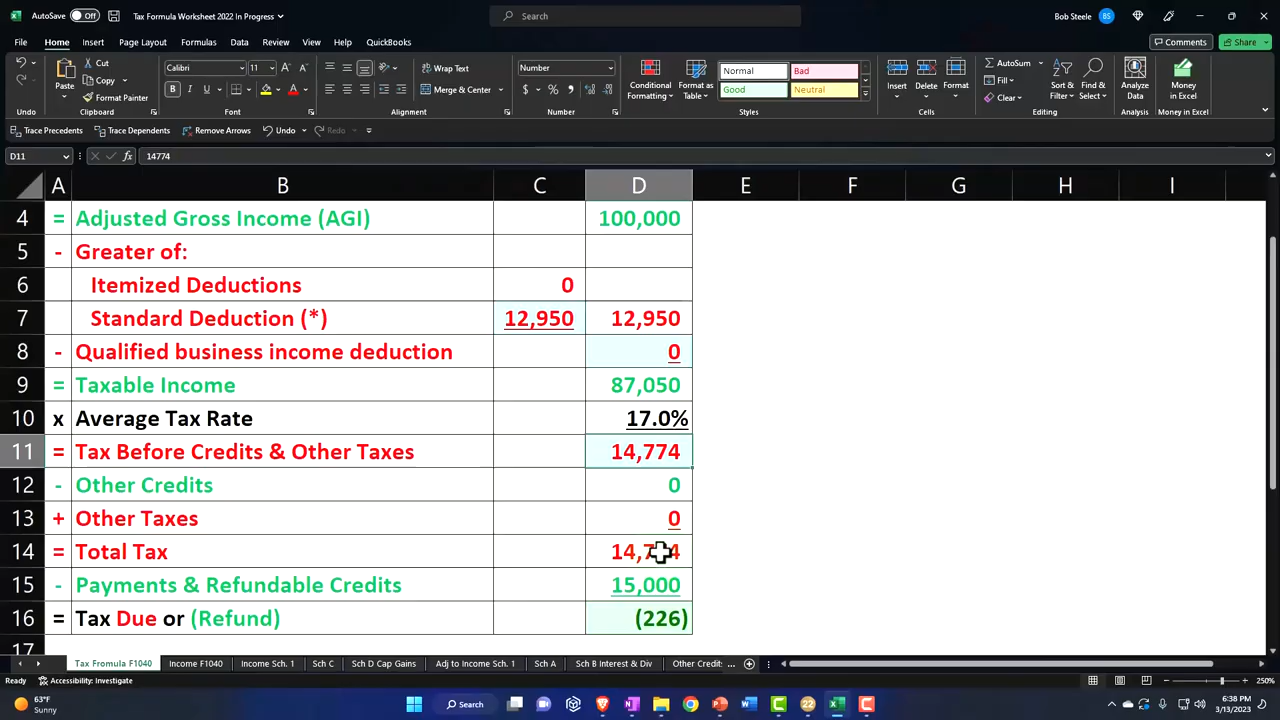 AutoSave Off Tax Formula Worksheet 2022 In Progress Search Bob Steele BS
File Home Insert Page Layout Formulas Data Review View Help QuickBooks Comments Share
Paste Cut Copy Format Painter Calibri 11 B I U Wrap Text Merge & Center Number $ % Conditional Formatting Format as Table Normal Bad Good Neutral Insert Delete Format AutoSum Fill Clear Sort & Filter Find & Select Analyze Data Money in Excel
Undo Clipboard Font Alignment Number Styles Cells Editing Analysis Money in Excel
Trace Precedents Trace Dependents Remove Arrows Undo Redo
D11 fx 14774
A B C D E F G H I
4 = Adjusted Gross Income (AGI) 100,000
5 - Greater of:
6 Itemized Deductions 0
7 Standard Deduction (*) 12,950 12,950
8 - Qualified business income deduction 0
9 = Taxable Income 87,050
10 x Average Tax Rate 17.0%
11 = Tax Before Credits & Other Taxes 14,774
12 - Other Credits 0
13 + Other Taxes 0
14 = Total Tax
15 - Payments & Refundable Credits 15,000
16 = Tax Due or (Refund) (226)
17
Tax Fromula F1040 Income F1040 Income Sch. 1 Sch C Sch D Cap Gains Adj to Income Sch. 1 Sch A Sch B Interest & Div Other Credits ...
Ready Accessibility: Investigate 250%
63°F
Sunny
Search
6:38 PM
3/13/2023